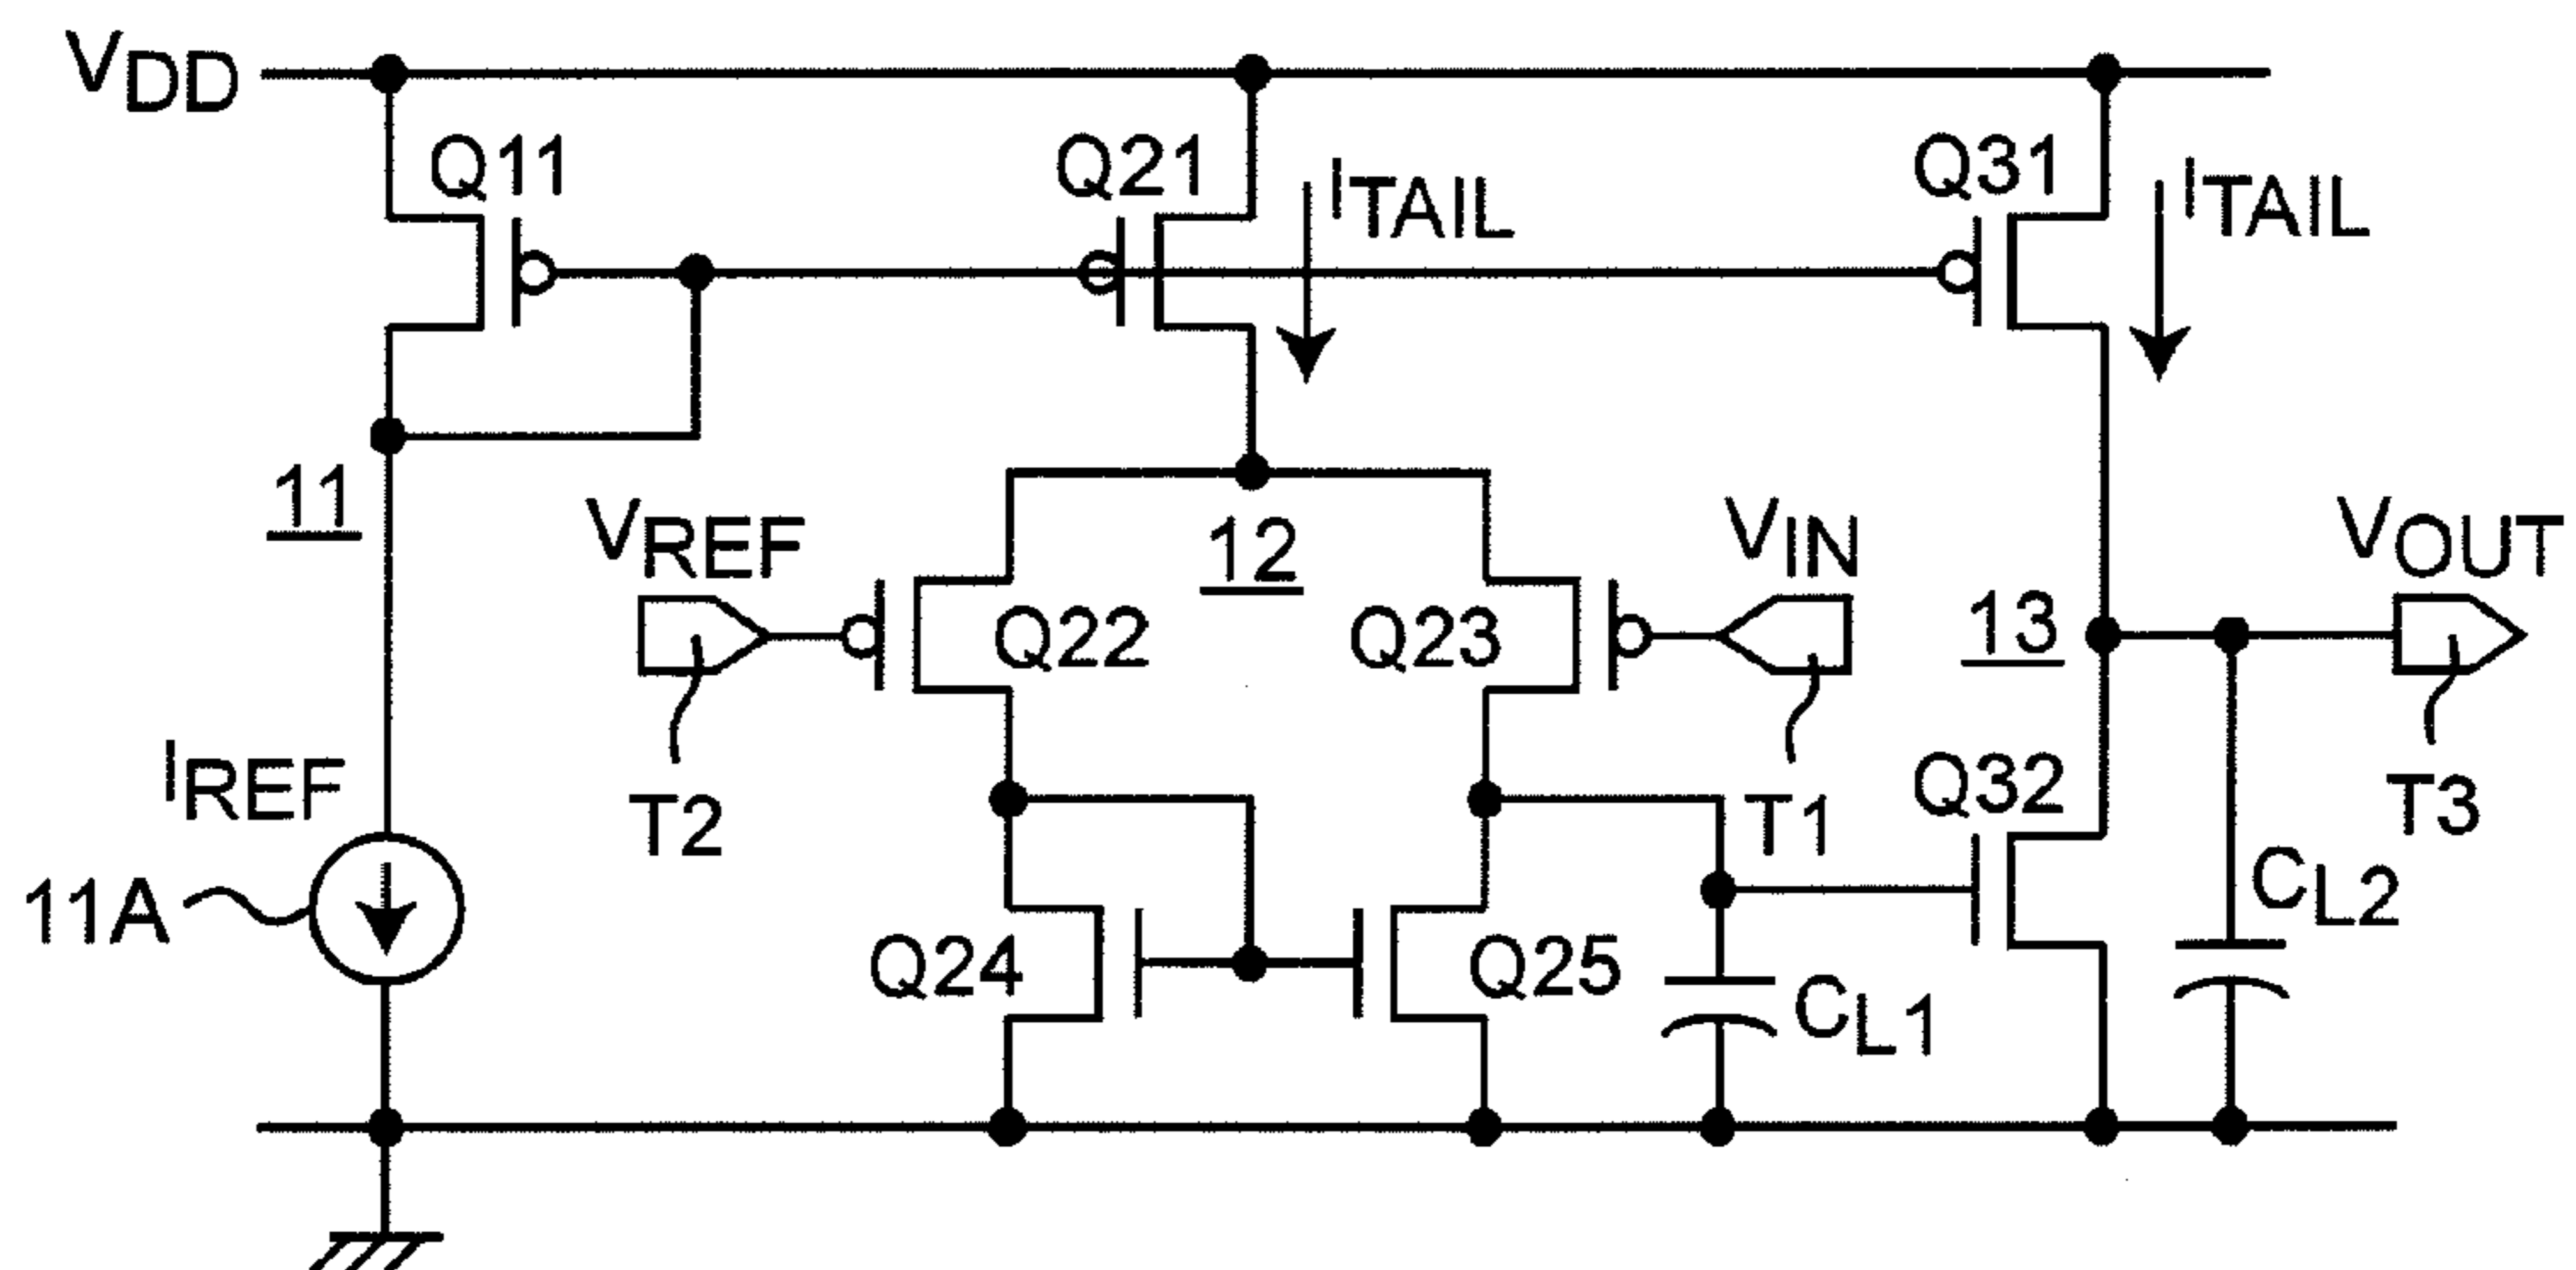 VDD
Q11
Q21
ITAIL
Q31
ITAIL
11
VREF
12
VIN
VOUT
Q22
Q23
13
IREF
T2
T1
Q32
T3
11A
Q24
Q25
CL1
CL2